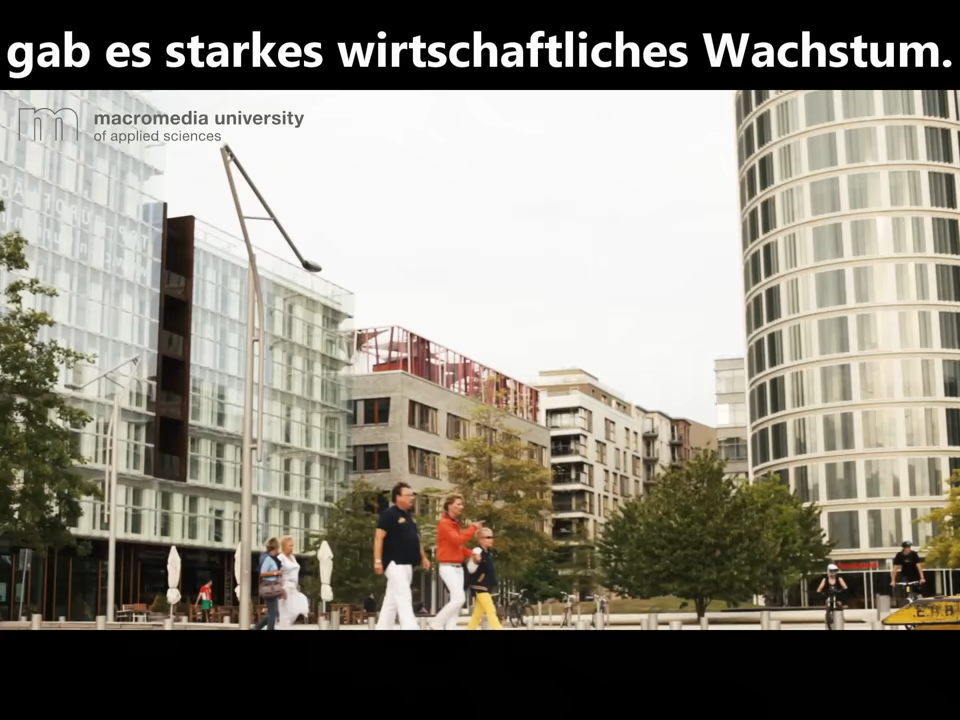 gab es starkes wirtschaftliches Wachstum.
macromedia university
of applied sciences